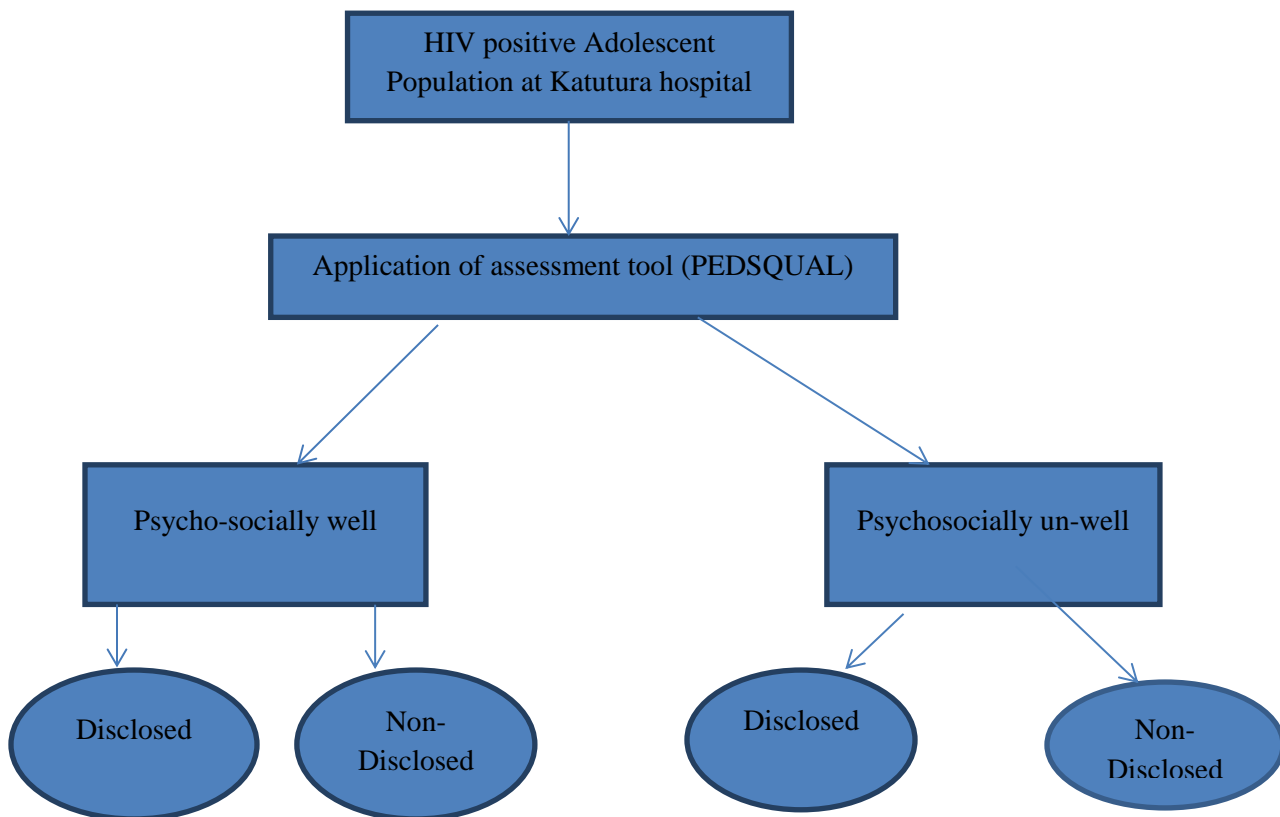 HIV positive Adolescent
Population at Katutura hospital
Application of assessment tool (PEDSQUAL)
Psycho-socially well
Psychosocially un-well
Disclosed
Non-
Disclosed
Disclosed
Non-
Disclosed